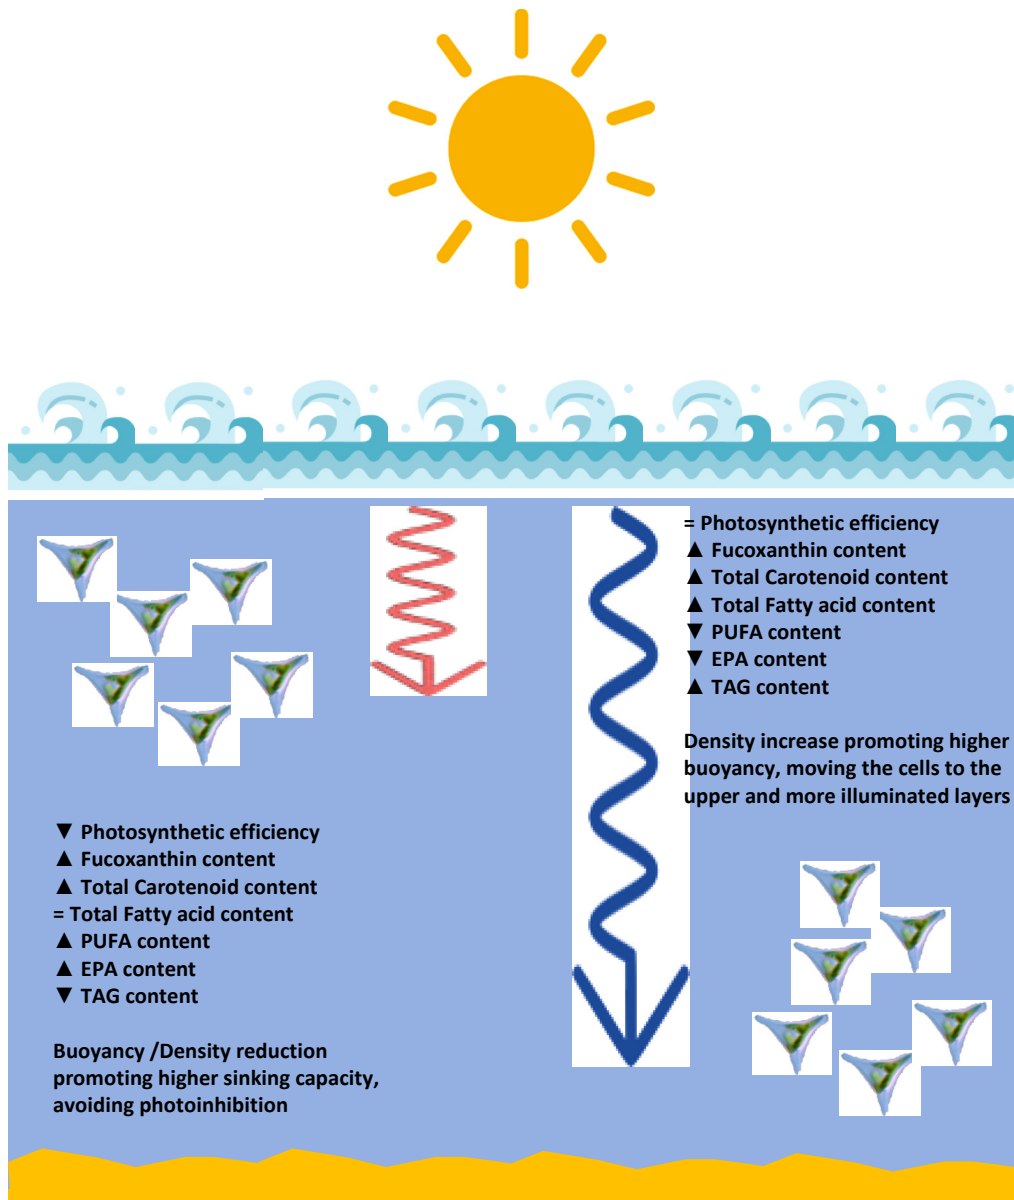 = Photosynthetic efficiency
▲ Fucoxanthin content
▲ Total Carotenoid content
▲ Total Fatty acid content
▼ PUFA content
▼ EPA content
▲ TAG content
Density increase promoting higher
buoyancy, moving the cells to the
upper and more illuminated layers
▼ Photosynthetic efficiency
▲ Fucoxanthin content
▲ Total Carotenoid content
= Total Fatty acid content
▲ PUFA content
▲ EPA content
▼ TAG content
Buoyancy /Density reduction
promoting higher sinking capacity,
avoiding photoinhibition